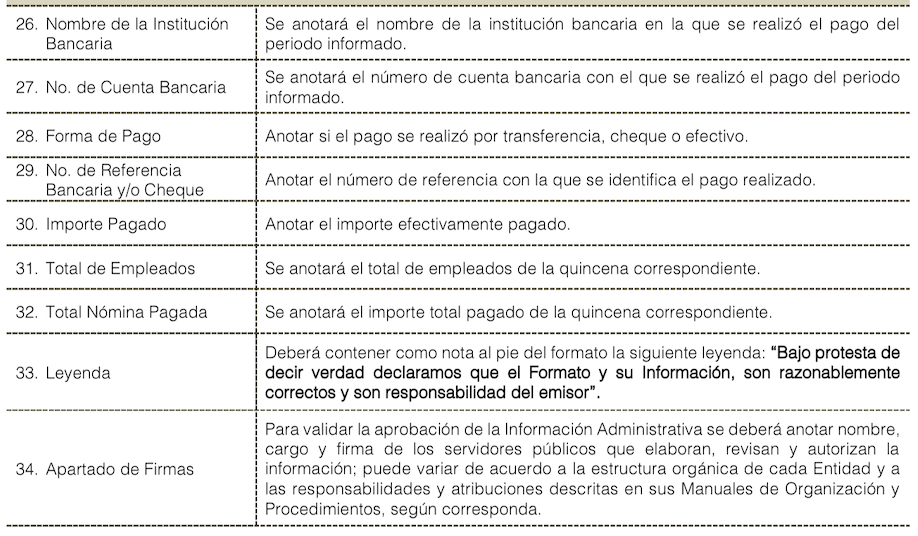 26. Nombre de la Institución
Bancaria
Se anotará el nombre de la institución bancaria en la que se realizó el pago del
periodo informado.
27. No. de Cuenta Bancaria
Se anotará el número de cuenta bancaria con el que se realizó el pago del periodo
informado.
28. Forma de Pago
Anotar si el pago se realizó por transferencia, cheque o efectivo.
29. No. de Referencia
Bancaria y/o Cheque
Anotar el número de referencia con la que se identifica el pago realizado.
30. Importe Pagado
Anotar el importe efectivamente pagado.
31. Total de Empleados
Se anotará el total de empleados de la quincena correspondiente.
32. Total Nómina Pagada
Se anotará el importe total pagado de la quincena correspondiente.
33. Leyenda
Deberá contener como nota al pie del formato la siguiente leyenda: “Bajo protesta de
decir verdad declaramos que el Formato y su Información, son razonablemente
correctos y son responsabilidad del emisor”.
34. Apartado de Firmas
Para validar la aprobación de la Información Administrativa se deberá anotar nombre,
cargo y firma de los servidores públicos que elaboran, revisan y autorizan la
información; puede variar de acuerdo a la estructura orgánica de cada Entidad y a
las responsabilidades y atribuciones descritas en sus Manuales de Organización y
Procedimientos, según corresponda.